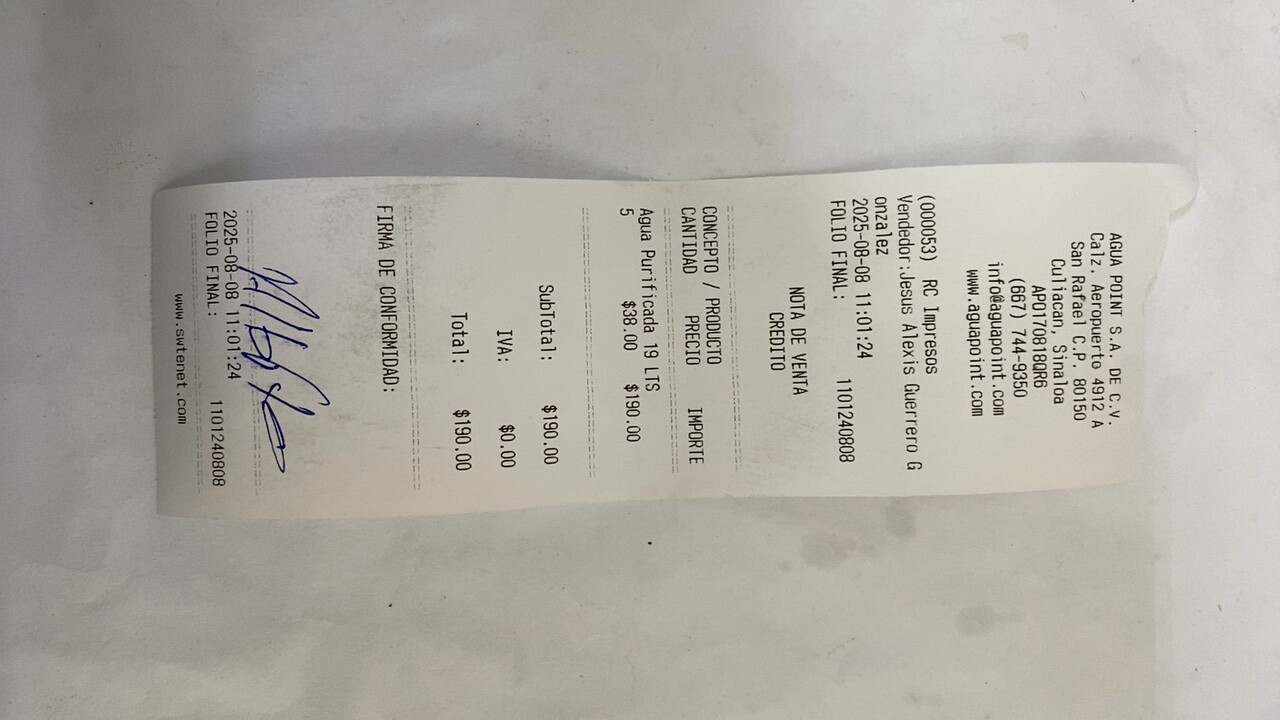 AGUA POINT S.A. DE C.V.
Calz. Aeropuerto 4912 A
San Rafael C.P. 80150
Culiacan, Sinaloa
APO170818QR6
(667) 744-9350
info@aguapoint.com
www.aguapoint.com
(000053) RC Impresos
Vendedor:Jesus Alexis Guerrero G
onzalez
2025-08-08 11:01:24
FOLIO FINAL: 1101240808
NOTA DE VENTA
CREDITO
CONCEPTO / PRODUCTO
CANTIDAD PRECIO IMPORTE
Agua Purificada 19 LTS
5 $38.00 $190.00
SubTotal: $190.00
IVA: $0.00
Total: $190.00
FIRMA DE CONFORMIDAD:
2025-08-08 11:01:24
FOLIO FINAL: 1101240808
www.swtenet.com